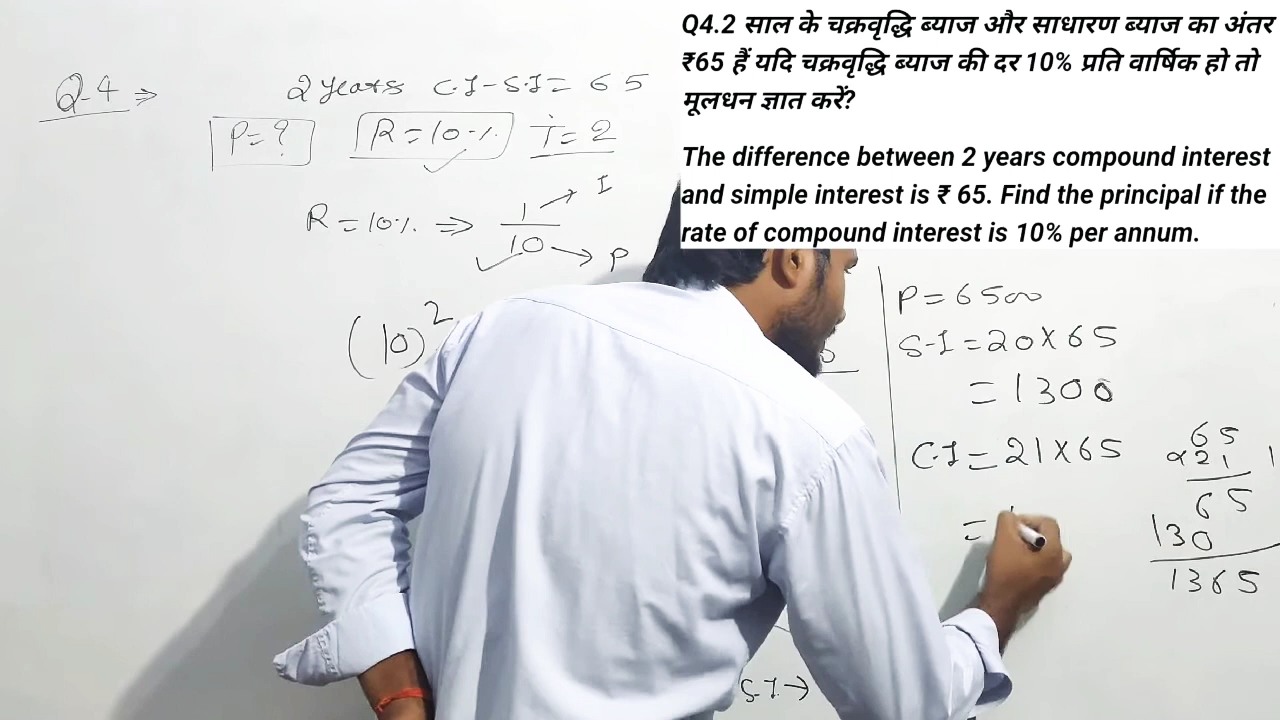 Q4.2 साल के चक्रवृद्धि ब्याज और साधारण ब्याज का अंतर
₹65 हैं यदि चक्रवृद्धि ब्याज की दर 10% प्रति वार्षिक हो तो
मूलधन ज्ञात करें?
The difference between 2 years compound interest
and simple interest is ₹ 65. Find the principal if the
rate of compound interest is 10% per annum.
Q.4 ⇒ 2 years C.I-S.I = 65
P=? R=10% T=2
R=10% ⇒ 1/10
I
P
(10)²
P=6500
S.I=20×65
=1300
C.I=21×65
=
65
×21
65
130
1365
S.I→